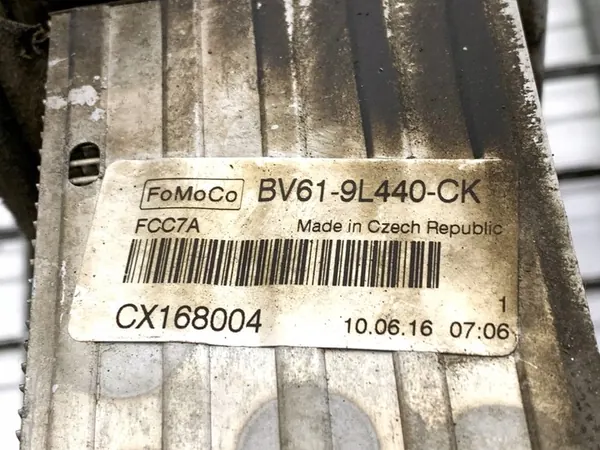 FoMoCo BV61-9L440-CK
FCC7A Made in Czech Republic
1
CX168004 10.06.16 07:06